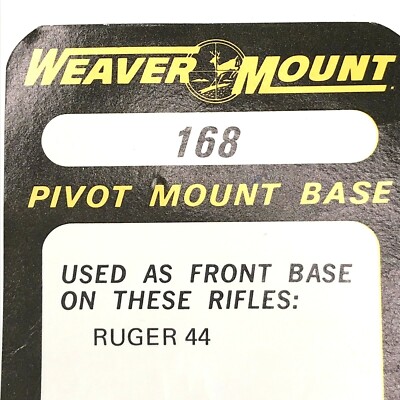 WEAVER MOUNT
168
PIVOT MOUNT BASE
USED AS FRONT BASE
ON THESE RIFLES:
RUGER 44